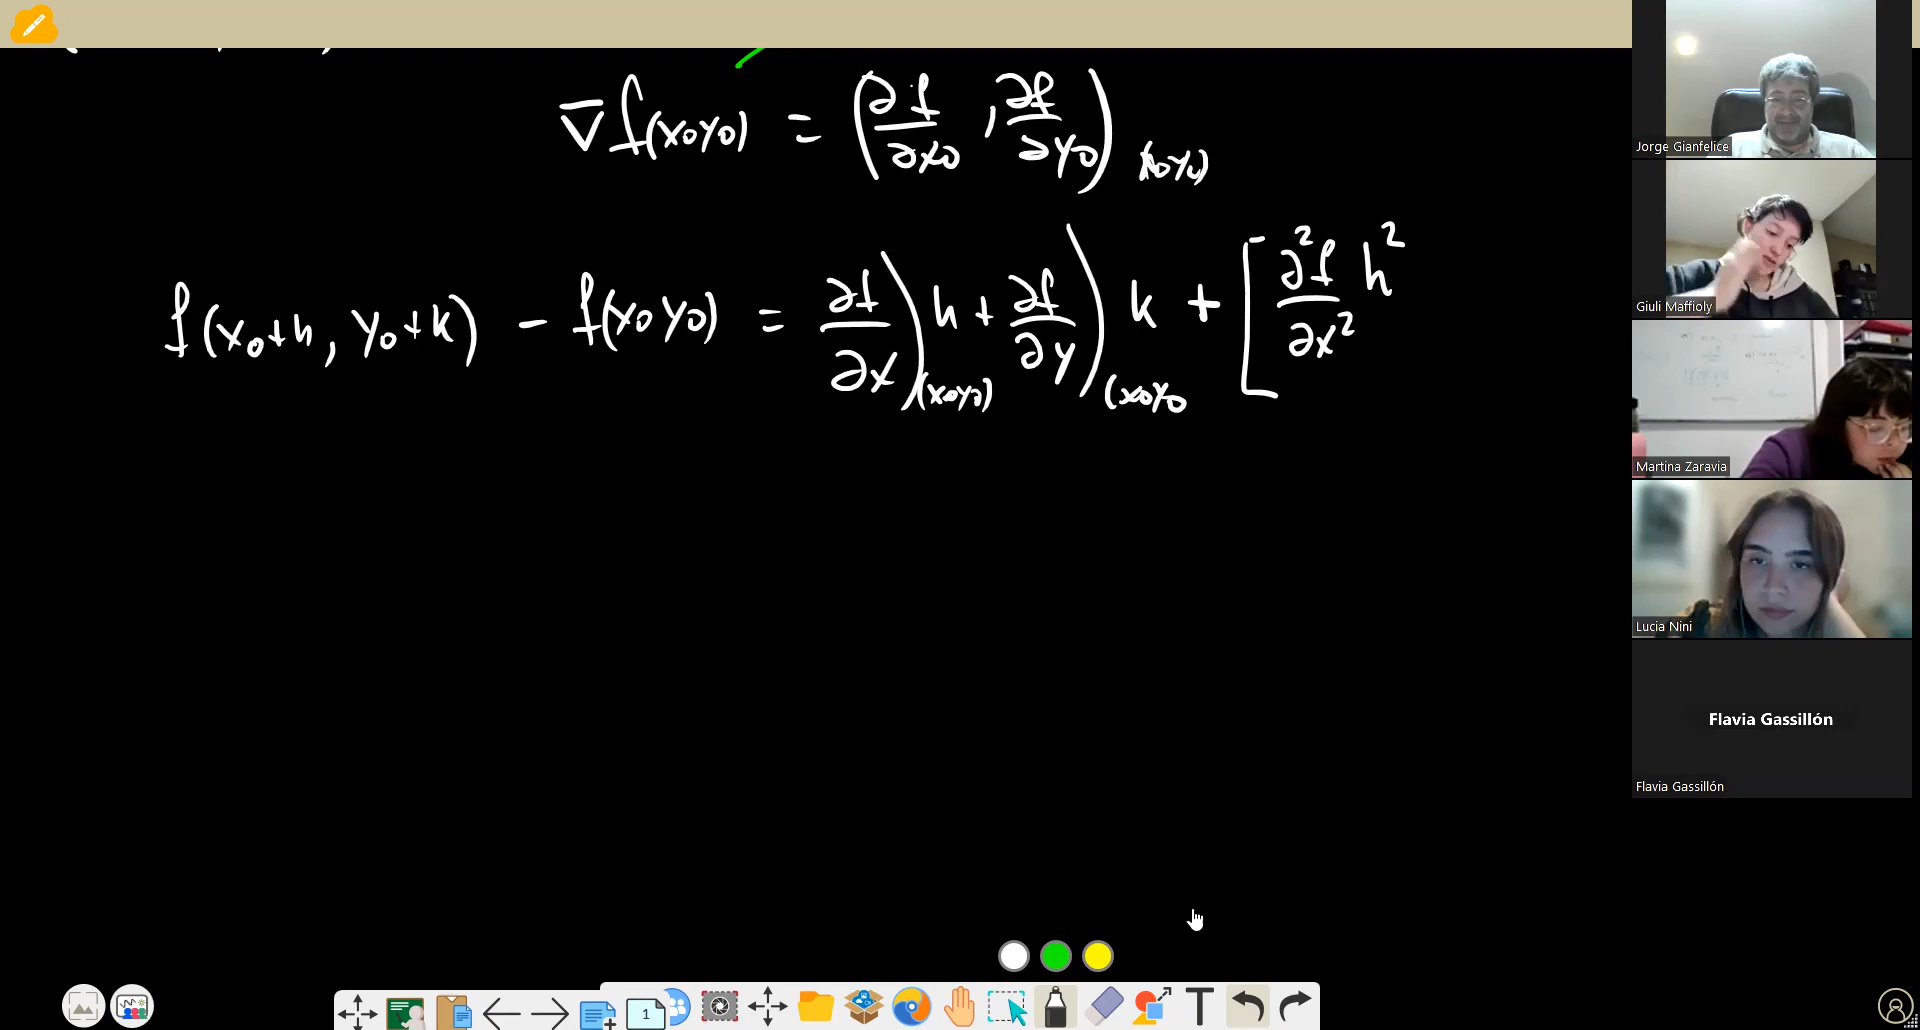 ∇f(x₀y₀) = (∂f/∂x₀, ∂f/∂y₀)(x₀y₀)
f(x₀+h, y₀+k) - f(x₀y₀) = ∂f/∂x)(x₀y₀) h + ∂f/∂y)(x₀y₀ k + [∂²f/∂x² h²
1
Jorge Gianfelice
Giuli Maffioly
Martina Zaravia
Lucia Nini
Flavia Gassillón
Flavia Gassillón